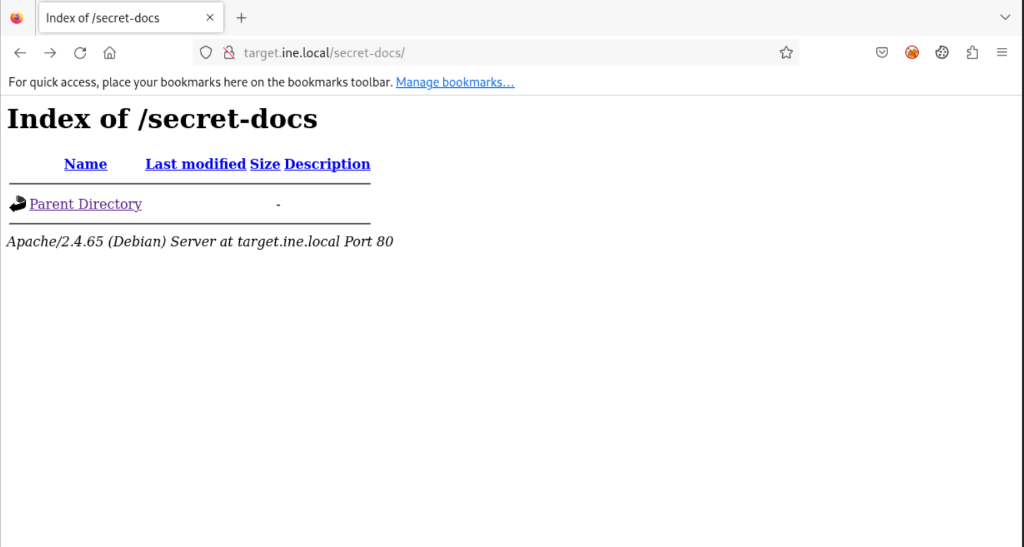 Index of /secret-docs
target.ine.local/secret-docs/
For quick access, place your bookmarks here on the bookmarks toolbar. Manage bookmarks…
Index of /secret-docs
Name Last modified Size Description
Parent Directory -
Apache/2.4.65 (Debian) Server at target.ine.local Port 80